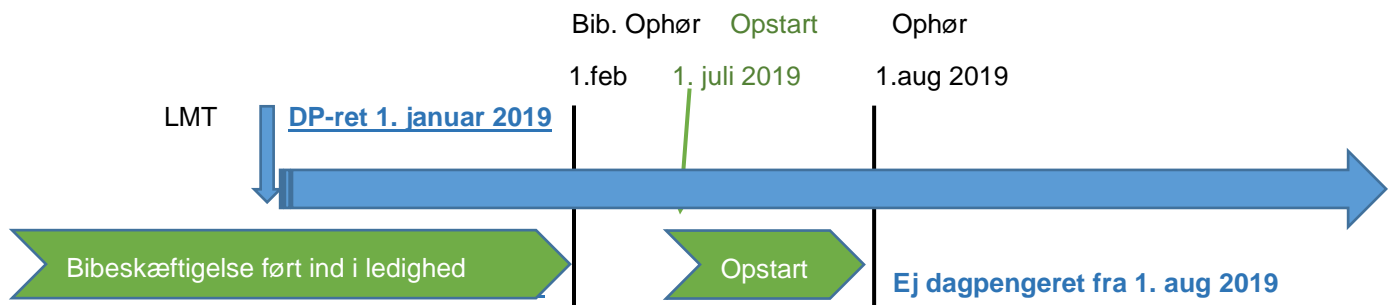 Bib. Ophør Opstart Ophør
1.feb 1. juli 2019 1.aug 2019
LMT DP-ret 1. januar 2019
Bibeskæftigelse ført ind i ledighed Opstart
Ej dagpengeret fra 1. aug 2019